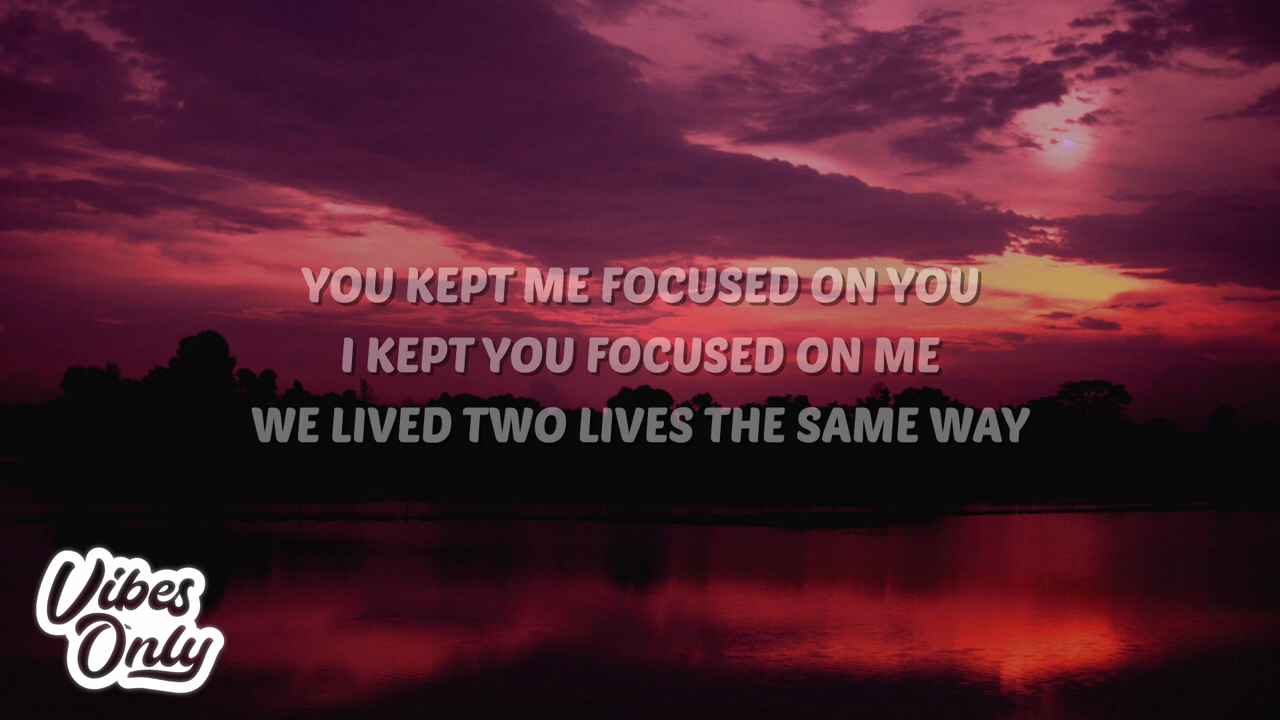 YOU KEPT ME FOCUSED ON YOU
I KEPT YOU FOCUSED ON ME
WE LIVED TWO LIVES THE SAME WAY
Vibes
Only